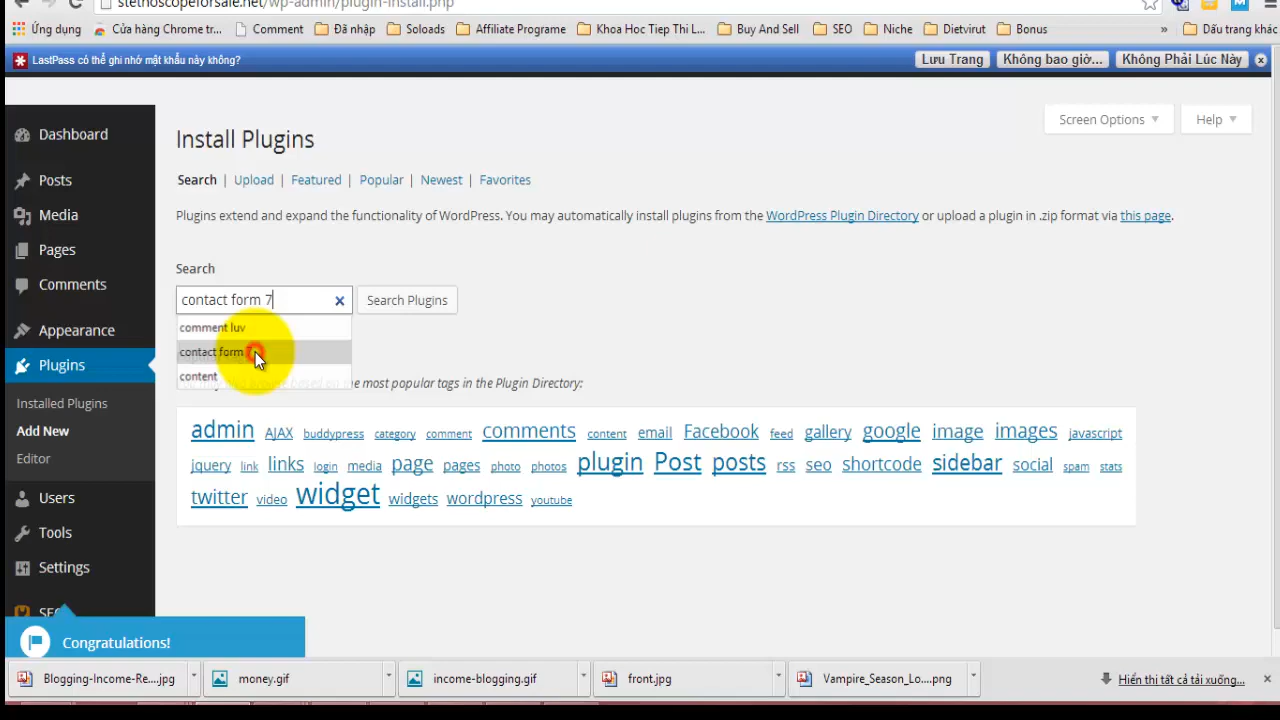 stethoscopeforsale.net/wp-admin/plugin-install.php
Ứng dụng Cửa hàng Chrome tr... Comment Đã nhập Soloads Affiliate Programe Khoa Hoc Tiep Thi L... Buy And Sell SEO Niche Dietvirut Bonus » Dấu trang khác
LastPass có thể ghi nhớ mật khẩu này không? Lưu Trang Không bao giờ... Không Phải Lúc Này
Screen Options Help
Dashboard
Posts
Media
Pages
Comments
Appearance
Plugins
Installed Plugins
Add New
Editor
Users
Tools
Settings
SEO
Congratulations!
Install Plugins
Search | Upload | Featured | Popular | Newest | Favorites
Plugins extend and expand the functionality of WordPress. You may automatically install plugins from the WordPress Plugin Directory or upload a plugin in .zip format via this page.
Search
contact form 7 Search Plugins
comment luv
contact form
content
based on the most popular tags in the Plugin Directory:
admin AJAX buddypress category comment comments content email Facebook feed gallery google image images javascript
jquery link links login media page pages photo photos plugin Post posts rss seo shortcode sidebar social spam stats
twitter video widget widgets wordpress youtube
Blogging-Income-Re....jpg money.gif income-blogging.gif front.jpg Vampire_Season_Lo....png Hiển thị tất cả tải xuống...